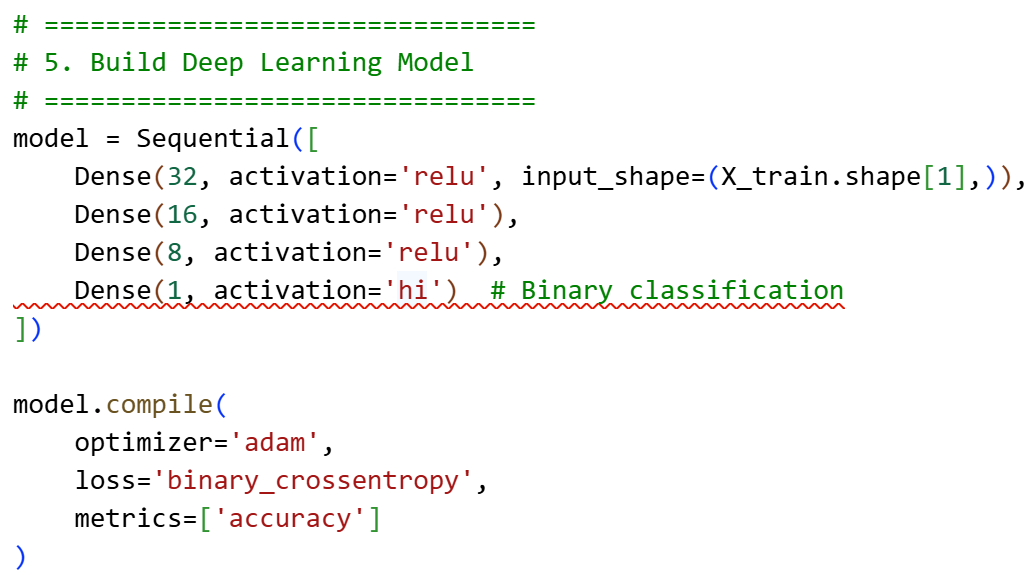 # ================================
# 5. Build Deep Learning Model
# ================================
model = Sequential([
    Dense(32, activation='relu', input_shape=(X_train.shape[1],)),
    Dense(16, activation='relu'),
    Dense(8, activation='relu'),
    Dense(1, activation='hi')  # Binary classification
])

model.compile(
    optimizer='adam',
    loss='binary_crossentropy',
    metrics=['accuracy']
)